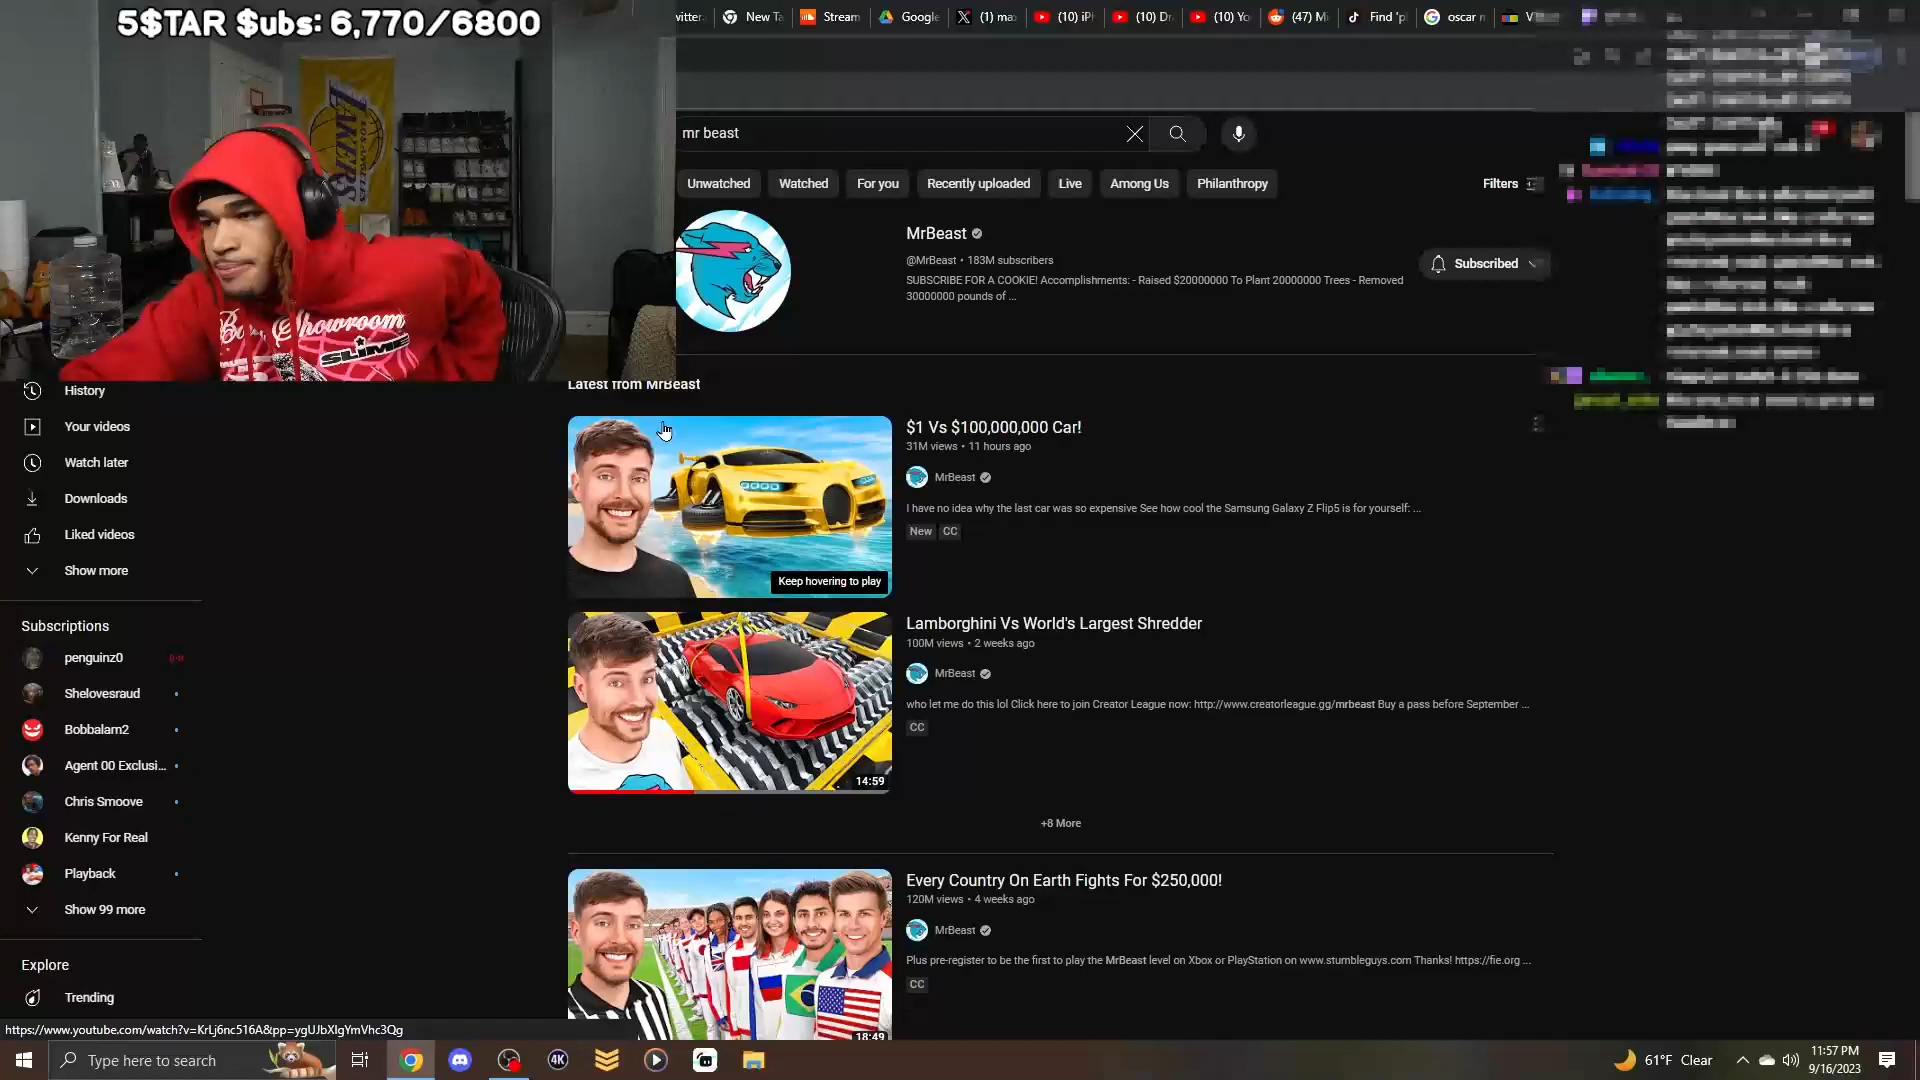 5$TAR $ubs: 6,770/6800
witter
New Ta
Stream
Google
(1) ma
(10) iP
(10) Dr
(10) Yo
(47) M
Find 'p
oscar n
mr beast
Unwatched
Watched
For you
Recently uploaded
Live
Among Us
Philanthropy
Filters
LAKERS
LOS ANGELES
Showroom
SLIME
MrBeast
@MrBeast • 183M subscribers
SUBSCRIBE FOR A COOKIE! Accomplishments: - Raised $20000000 To Plant 20000000 Trees - Removed
30000000 pounds of ...
Subscribed
History
Your videos
Watch later
Downloads
Liked videos
Show more
Subscriptions
penguinz0
Shelovesraud
Bobbalam2
Agent 00 Exclusi...
Chris Smoove
Kenny For Real
Playback
Show 99 more
Explore
Trending
Latest from MrBeast
$1 Vs $100,000,000 Car!
31M views • 11 hours ago
MrBeast
I have no idea why the last car was so expensive See how cool the Samsung Galaxy Z Flip5 is for yourself: ...
New
CC
Keep hovering to play
Lamborghini Vs World's Largest Shredder
100M views • 2 weeks ago
MrBeast
who let me do this lol Click here to join Creator League now: http://www.creatorleague.gg/mrbeast Buy a pass before September ...
CC
14:59
+8 More
Every Country On Earth Fights For $250,000!
120M views • 4 weeks ago
MrBeast
Plus pre-register to be the first to play the MrBeast level on Xbox or PlayStation on www.stumbleguys.com Thanks! https://fie.org ...
CC
18:49
https://www.youtube.com/watch?v=KrLj6nc516A&pp=ygUJbXIgYmVhc3Qg
Type here to search
4K
61°F Clear
11:57 PM
9/16/2023